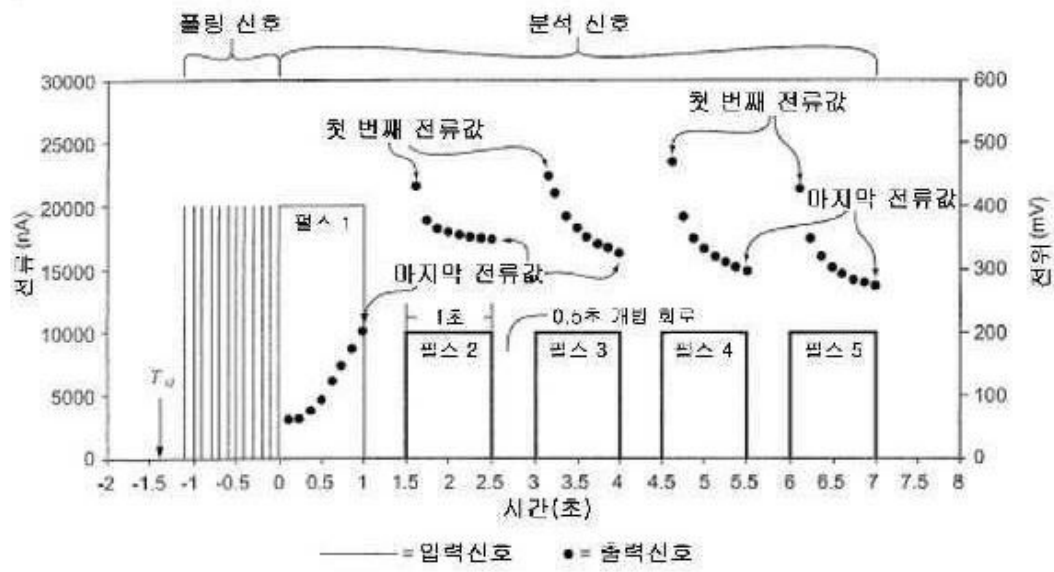 폴링 신호
분석 신호
30000
25000
20000
15000
10000
5000
0
전류 (nA)
600
500
400
300
200
100
0
전위 (mV)
첫 번째 전류값
첫 번째 전류값
마지막 전류값
마지막 전류값
펄스 1
1초
0.5초 개방 회로
펄스 2
펄스 3
펄스 4
펄스 5
-2 -1.5 -1 -0.5 0 0.5 1 1.5 2 2.5 3 3.5 4 4.5 5 5.5 6 6.5 7 7.5 8
시간(초)
= 입력신호 = 출력신호